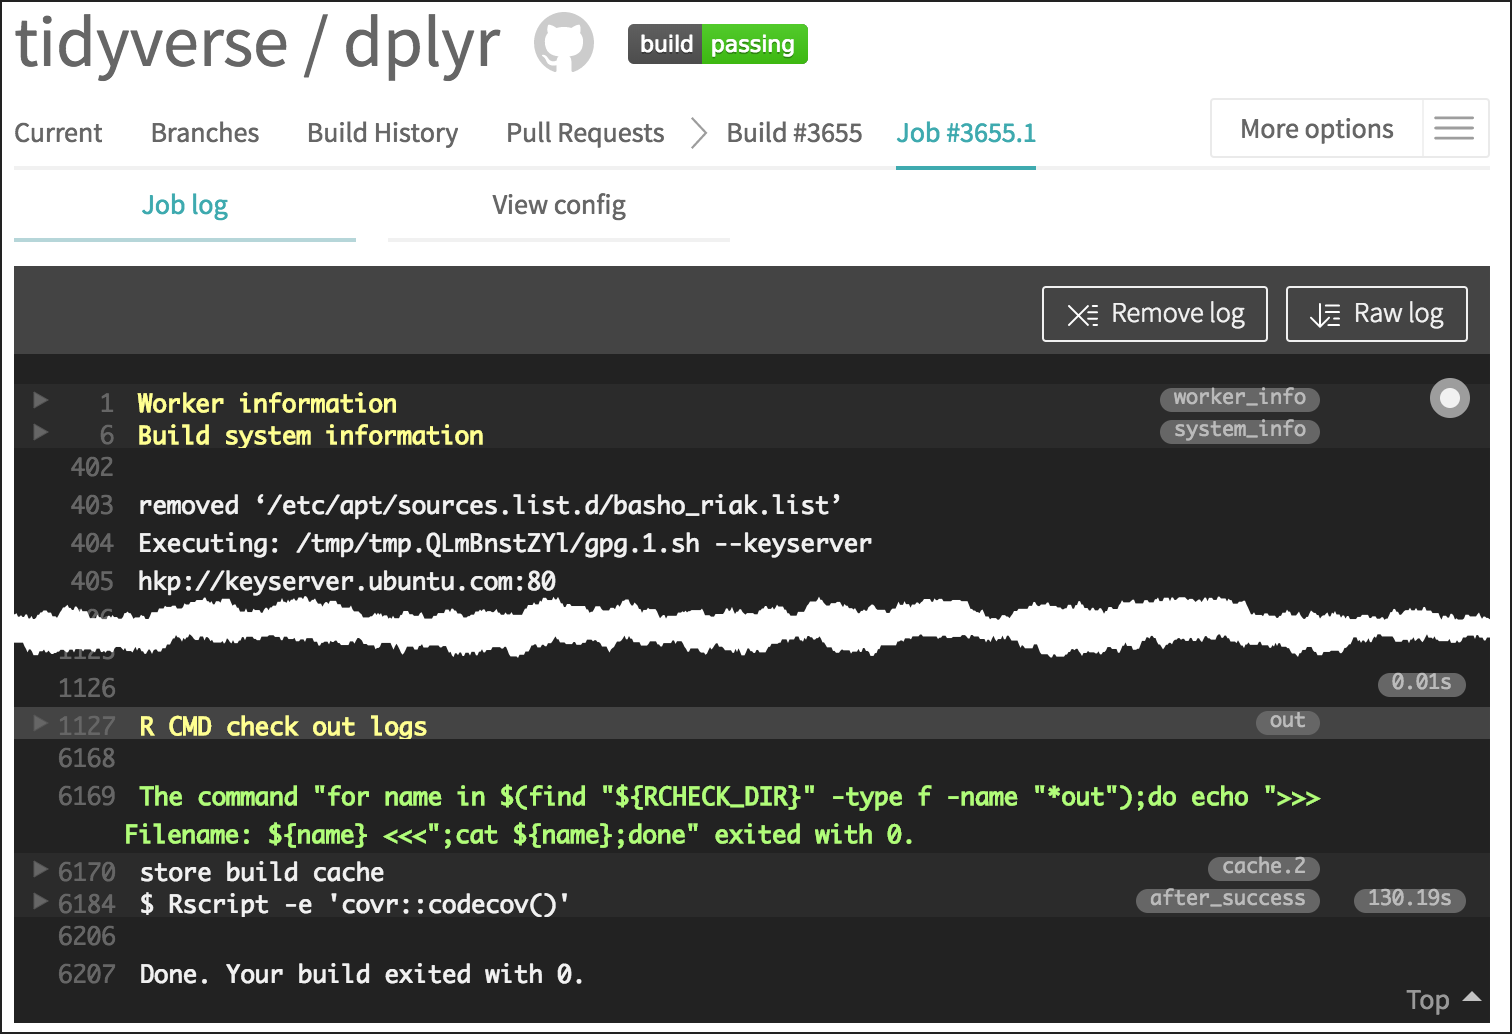 tidyverse / dplyr build passing
Current Branches Build History Pull Requests Build #3655 Job #3655.1 More options
Job log View config
Remove log Raw log
1 Worker information worker_info
6 Build system information system_info
402
403 removed ‘/etc/apt/sources.list.d/basho_riak.list’
404 Executing: /tmp/tmp.QLmBnstZYl/gpg.1.sh --keyserver
405 hkp://keyserver.ubuntu.com:80
1126 0.01s
1127 R CMD check out logs out
6168
6169 The command "for name in $(find "${RCHECK_DIR}" -type f -name "*out");do echo ">>>
Filename: ${name} <<<";cat ${name};done" exited with 0.
6170 store build cache cache.2
6184 $ Rscript -e 'covr::codecov()' after_success 130.19s
6206
6207 Done. Your build exited with 0.
Top